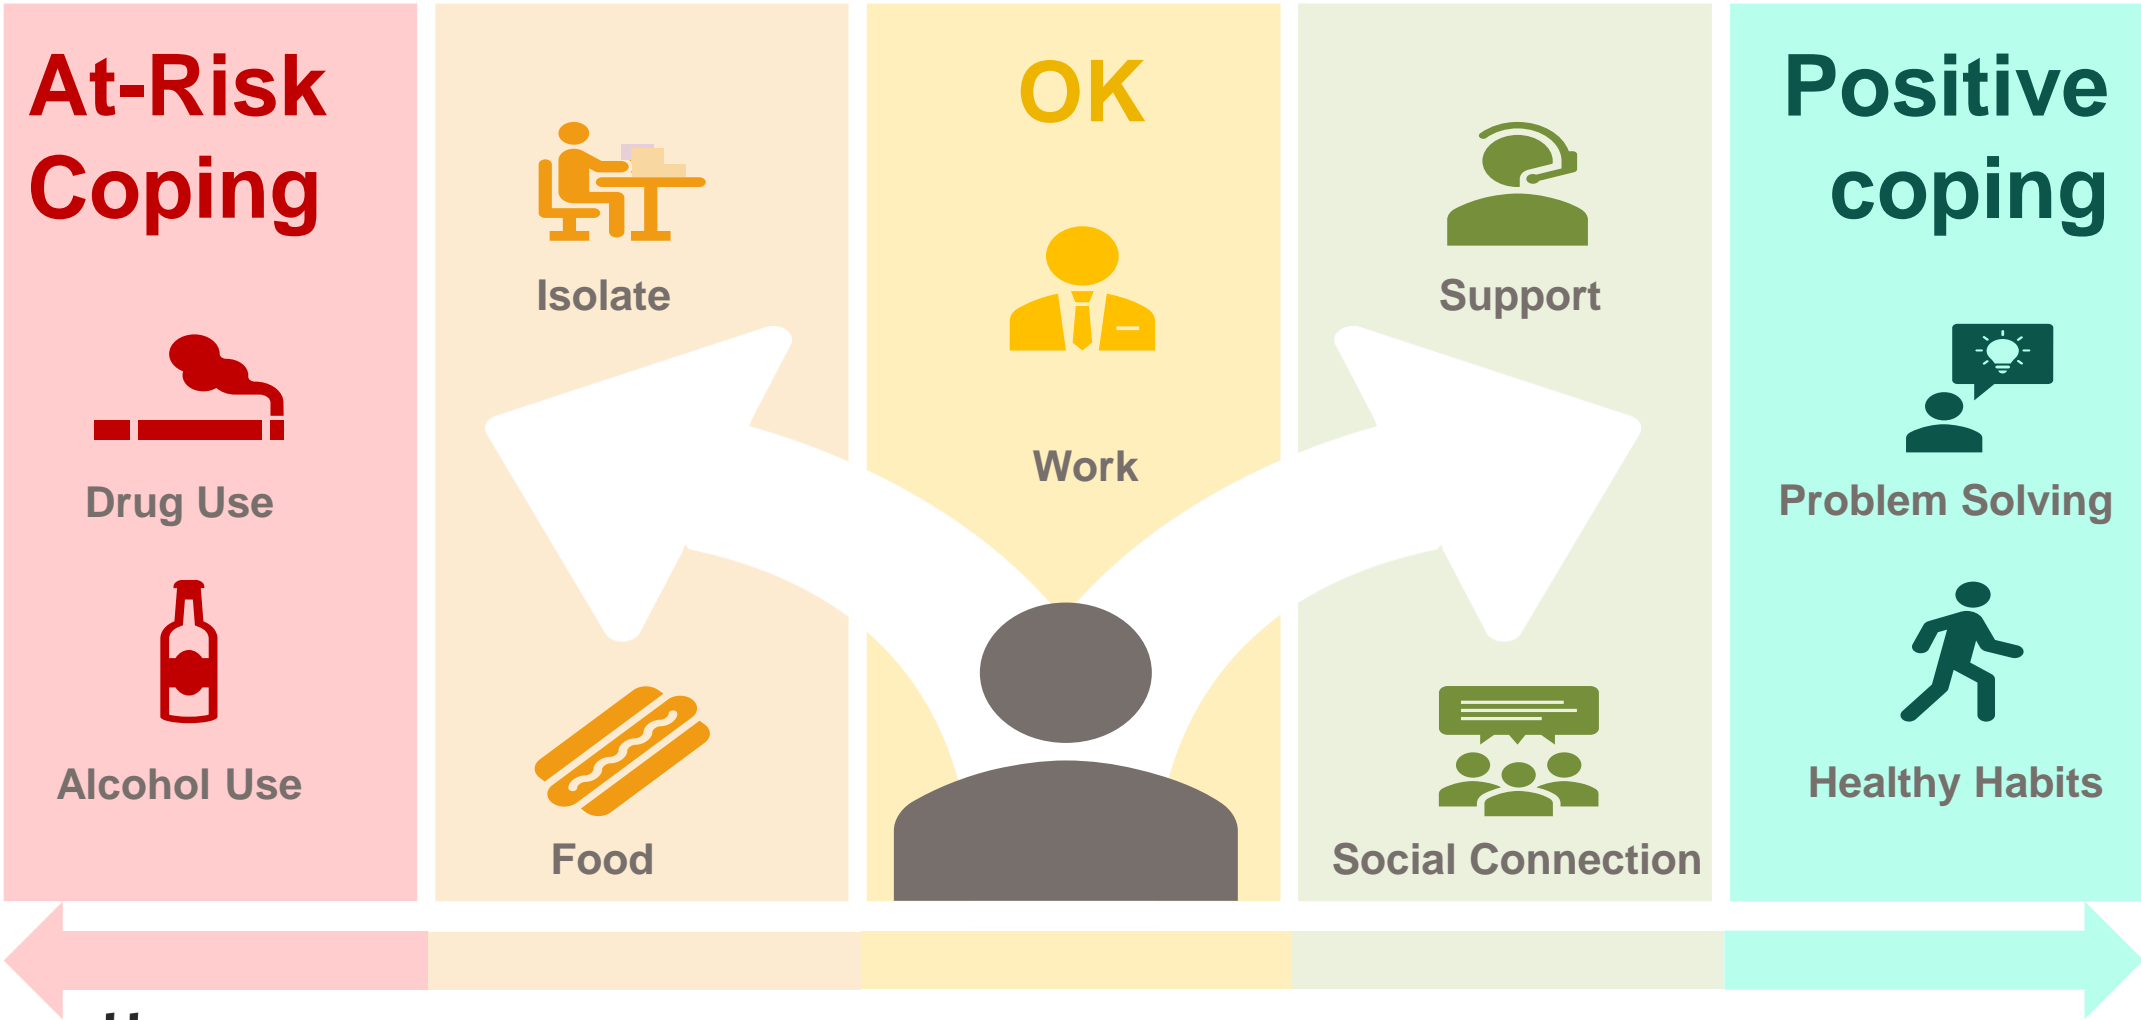 At-Risk
Coping
Drug Use
Alcohol Use
Isolate
Food
OK
Work
Support
Social Connection
Positive
coping
Problem Solving
Healthy Habits